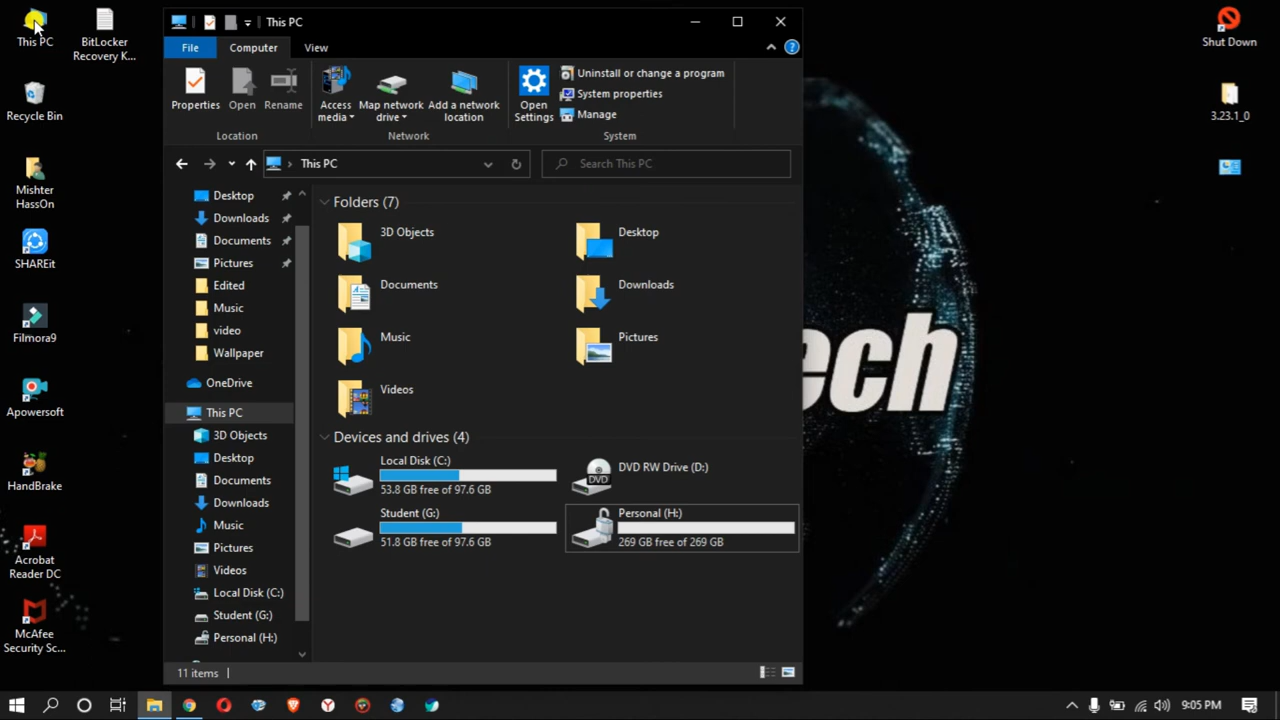 This PC
BitLocker
Recovery K...
Recycle Bin
Mishter
HassOn
SHAREit
Filmora9
Apowersoft
HandBrake
Acrobat
Reader DC
McAfee
Security Sc...
This PC
File
Computer
View
Properties
Open
Rename
Location
Access
media
Map network
drive
Add a network
location
Network
Open
Settings
Uninstall or change a program
System properties
Manage
System
This PC
Search This PC
Desktop
Downloads
Documents
Pictures
Edited
Music
video
Wallpaper
OneDrive
This PC
3D Objects
Desktop
Documents
Downloads
Music
Pictures
Videos
Local Disk (C:)
Student (G:)
Personal (H:)
Folders (7)
3D Objects
Desktop
Documents
Downloads
Music
Pictures
Videos
Devices and drives (4)
Local Disk (C:)
53.8 GB free of 97.6 GB
DVD RW Drive (D:)
DVD
Student (G:)
51.8 GB free of 97.6 GB
Personal (H:)
269 GB free of 269 GB
11 items
ech
Shut Down
3.23.1_0
9:05 PM